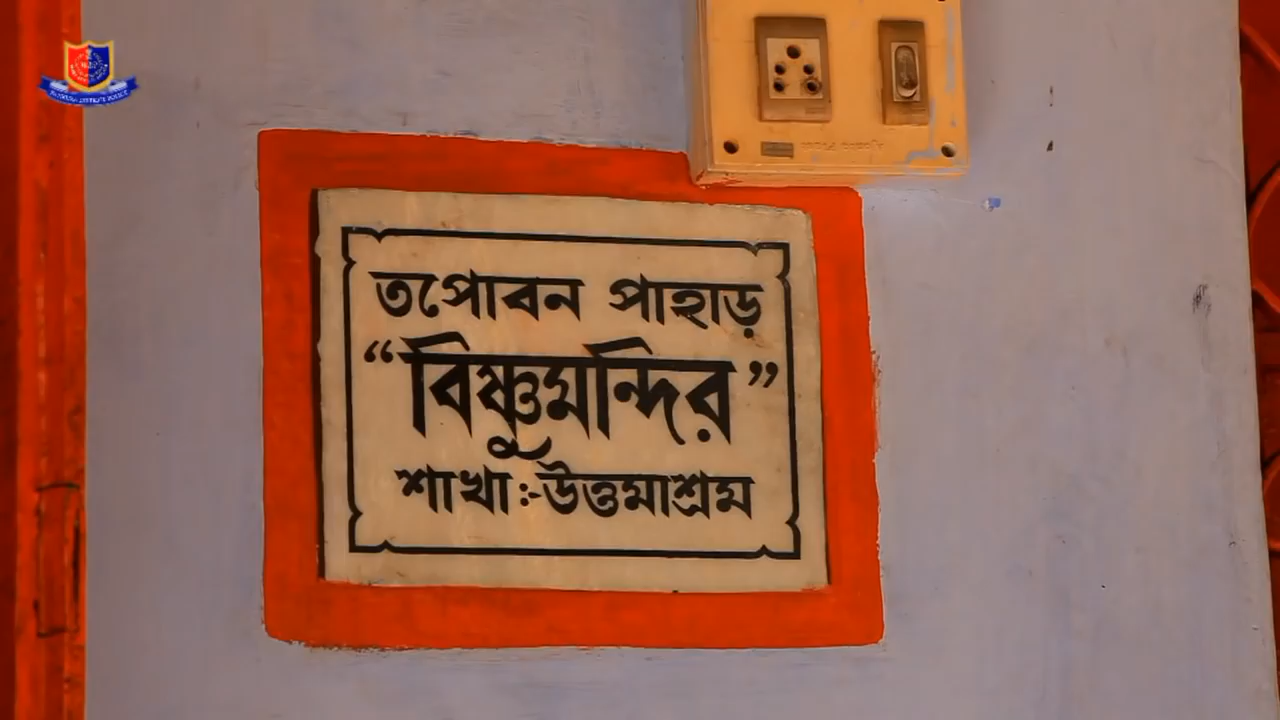 তপোবন পাহাড়
“বিষ্ণুমন্দির”
শাখা :- উত্তমাশ্রম